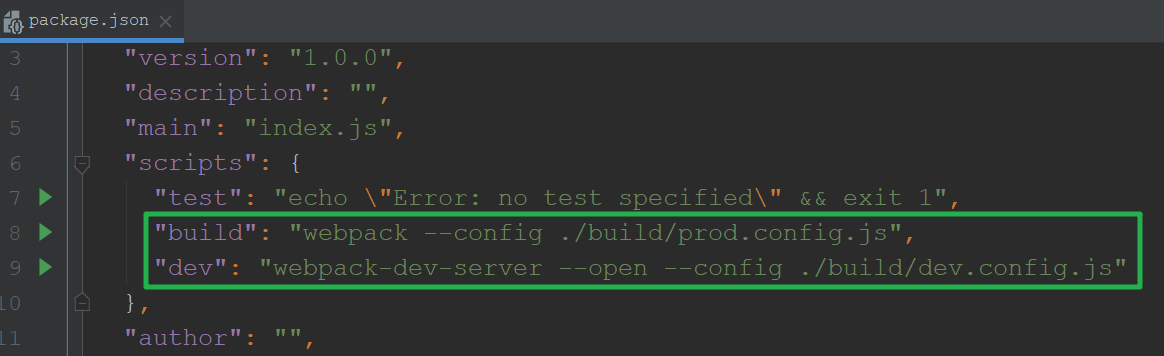 package.json
3 "version": "1.0.0",
4 "description": "",
5 "main": "index.js",
6 "scripts": {
7 "test": "echo \"Error: no test specified\" && exit 1",
8 "build": "webpack --config ./build/prod.config.js",
9 "dev": "webpack-dev-server --open --config ./build/dev.config.js"
10 },
11 "author": "",